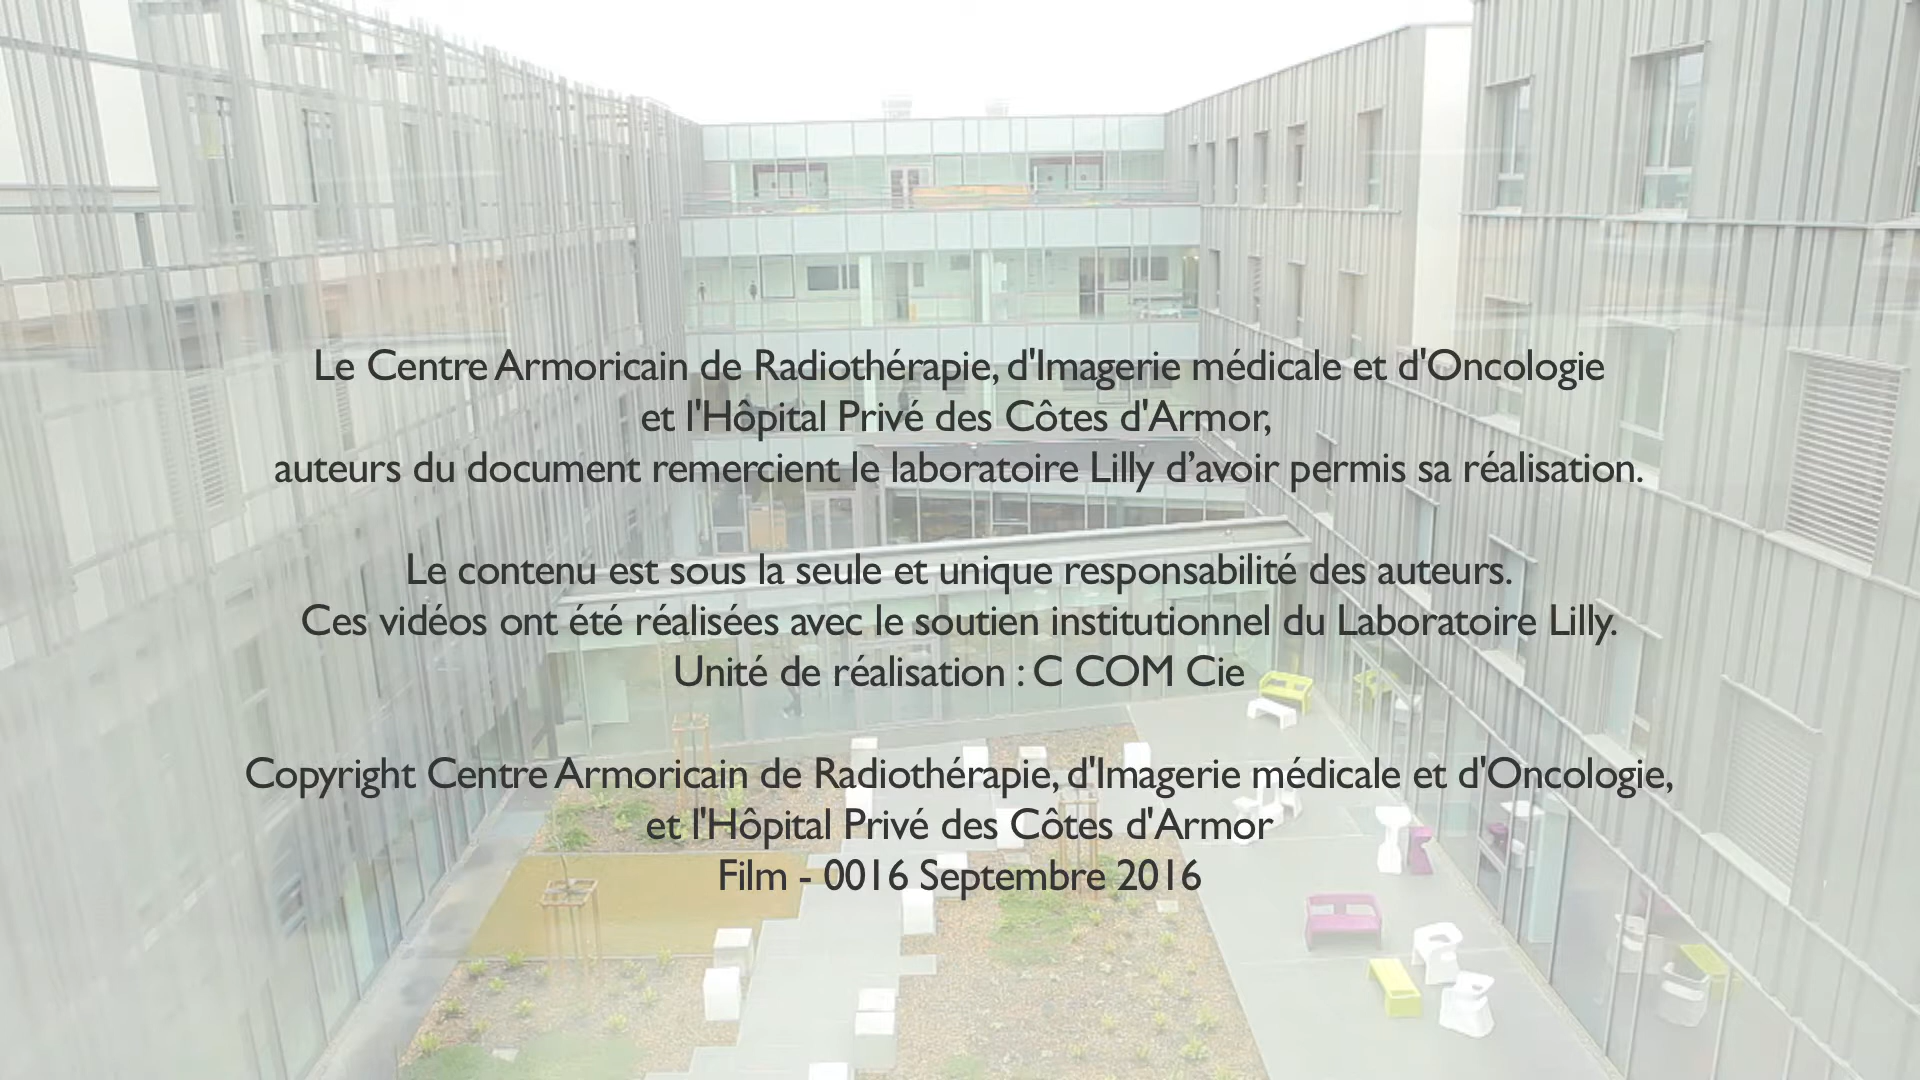 Le Centre Armoricain de Radiothérapie, d'Imagerie médicale et d'Oncologie
et l'Hôpital Privé des Côtes d'Armor,
auteurs du document remercient le laboratoire Lilly d’avoir permis sa réalisation.
Le contenu est sous la seule et unique responsabilité des auteurs.
Ces vidéos ont été réalisées avec le soutien institutionnel du Laboratoire Lilly.
Unité de réalisation : C COM Cie
Copyright Centre Armoricain de Radiothérapie, d'Imagerie médicale et d'Oncologie,
et l'Hôpital Privé des Côtes d'Armor
Film - 0016 Septembre 2016